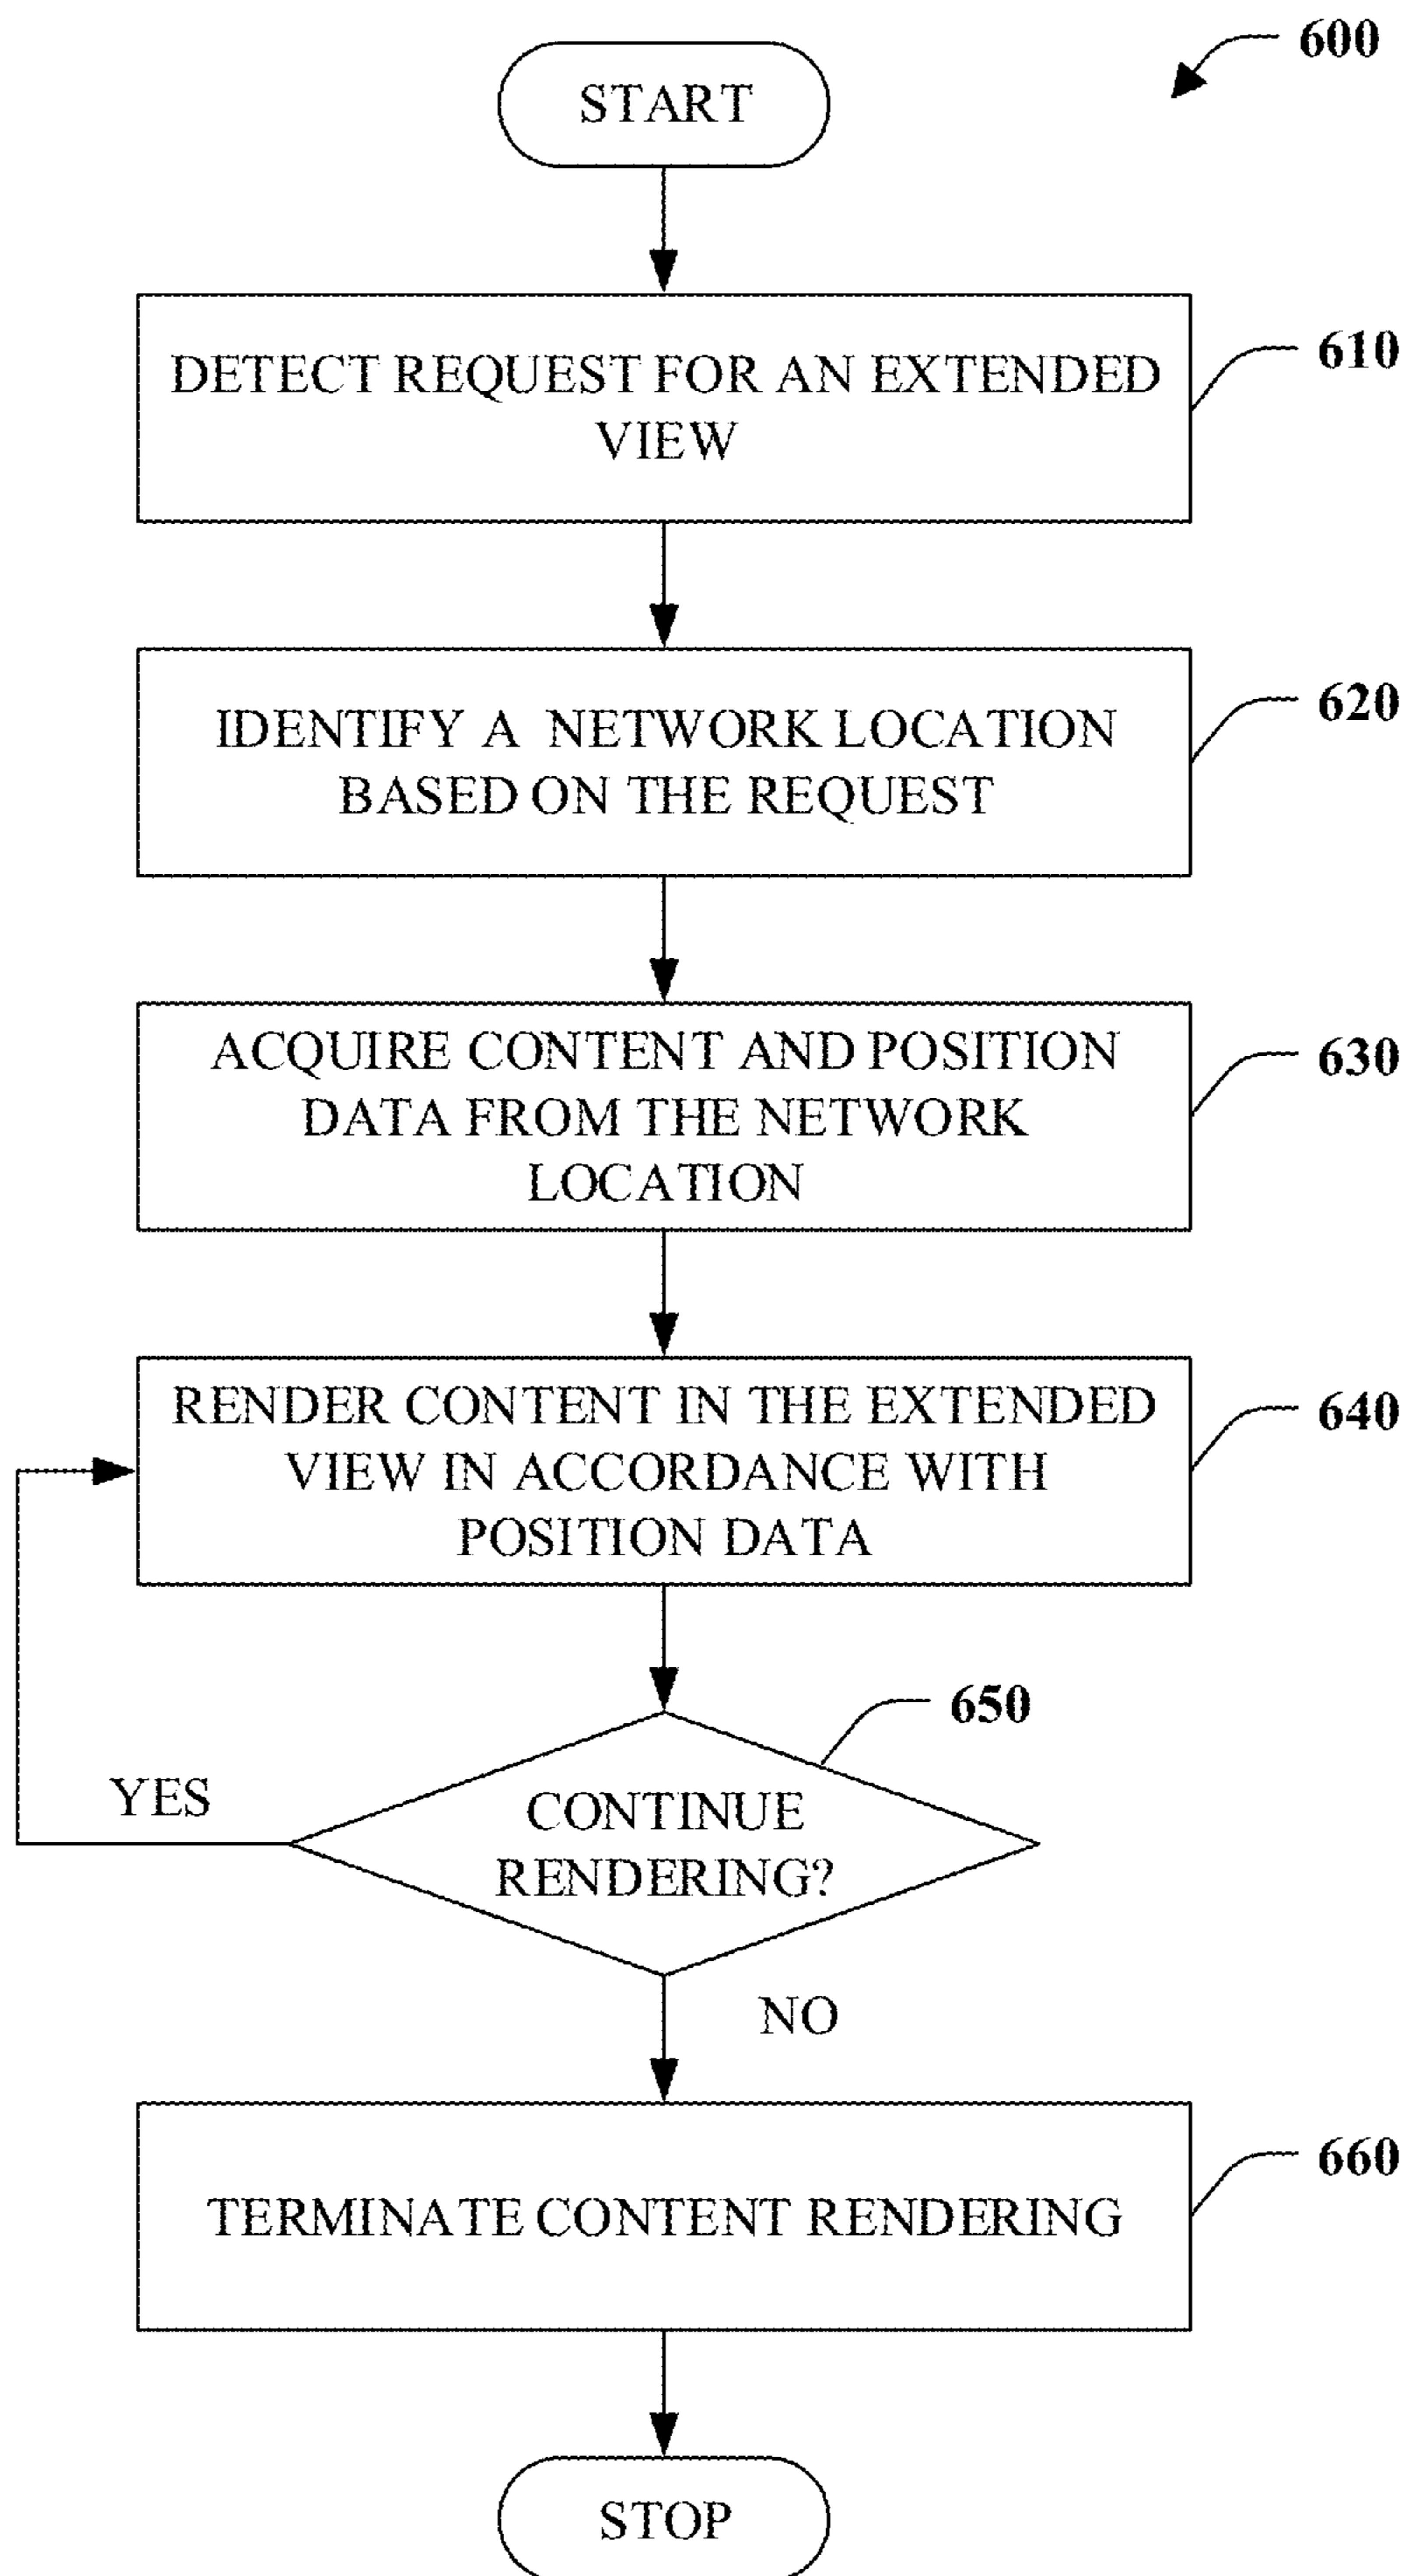 600
START
DETECT REQUEST FOR AN EXTENDED
VIEW
610
IDENTIFY A NETWORK LOCATION
BASED ON THE REQUEST
620
ACQUIRE CONTENT AND POSITION
DATA FROM THE NETWORK
LOCATION
630
RENDER CONTENT IN THE EXTENDED
VIEW IN ACCORDANCE WITH
POSITION DATA
640
650
YES
CONTINUE
RENDERING?
NO
TERMINATE CONTENT RENDERING
660
STOP